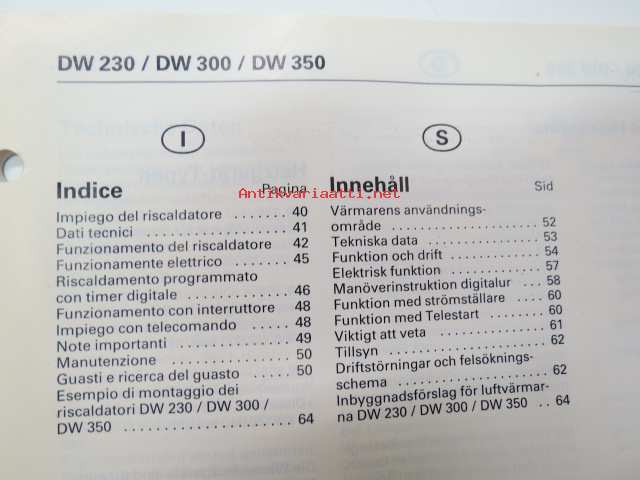 DW 230 / DW 300 / DW 350
I
Indice Pagina
Impiego del riscaldatore ....... 40
Dati tecnici .................. 41
Funzionamento del riscaldatore 42
Funzionamente elettrico ....... 45
Riscaldamento programmato
con timer digitale .............. 46
Funzionamento con interruttore 48
Impiego con telecomando ..... 48
Note importanti ................ 49
Manutenzione ................. 50
Guasti e ricerca del guasto ..... 50
Esempio di montaggio dei
riscaldatori DW 230 / DW 300 /
DW 350 ...................... 64
S
Innehåll Sid
Värmarens användnings-
område ..................... 52
Tekniska data ................ 53
Funktion och drift ............. 54
Elektrisk funktion ............. 57
Manöverinstruktion digitalur ... 58
Funktion med strömställare .... 60
Funktion med Telestart ........ 60
Viktigt att veta ................ 61
Tillsyn ....................... 62
Driftstörningar och felsöknings-
schema ...................... 62
Inbyggnadsförslag för luftvärmar-
na DW 230 / DW 300 / DW 350 .. 64
Antikvariaatti.net